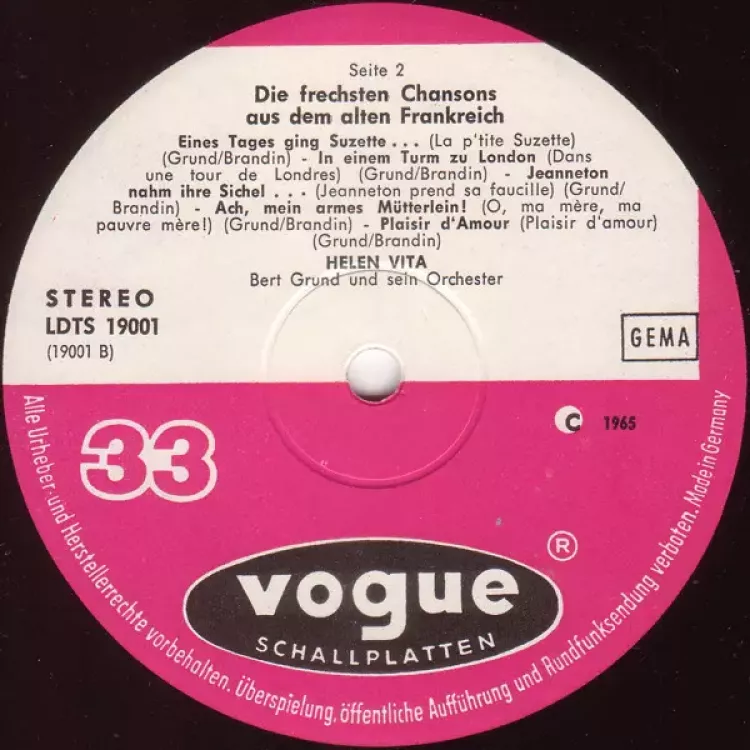 Seite 2
Die frechsten Chansons
aus dem alten Frankreich
Eines Tages ging Suzette . . . (La p'tite Suzette)
(Grund/Brandin) - In einem Turm zu London (Dans
une tour de Londres) (Grund/Brandin) - Jeanneton
nahm ihre Sichel . . . (Jeanneton prend sa faucille) (Grund/
Brandin) - Ach, mein armes Mütterlein! (O, ma mère, ma
pauvre mère!) (Grund/Brandin) - Plaisir d'Amour (Plaisir d'amour)
(Grund/Brandin)
HELEN VITA
Bert Grund und sein Orchester
STEREO
LDTS 19001
(19001 B)
GEMA
33
C 1965
vogue ®
SCHALLPLATTEN
Alle Urheber- und Herstellerrechte vorbehalten. Überspielung, öffentliche Aufführung und Rundfunksendung verboten. Made in Germany